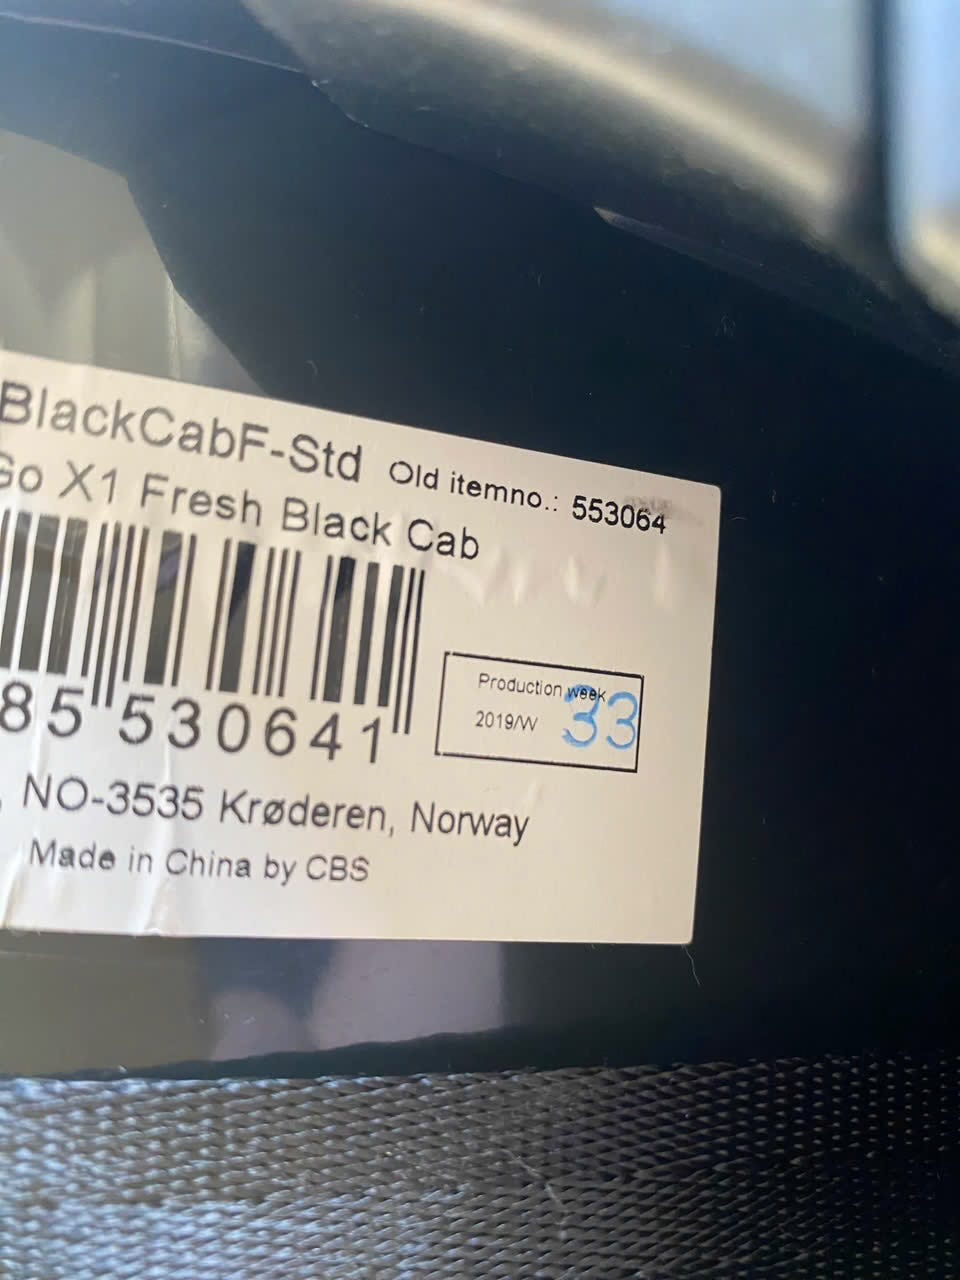 BlackCabF-Std Old itemno.: 553064
Go X1 Fresh Black Cab
85 530641
Production week
2019/W 33
, NO-3535 Krøderen, Norway
Made in China by CBS